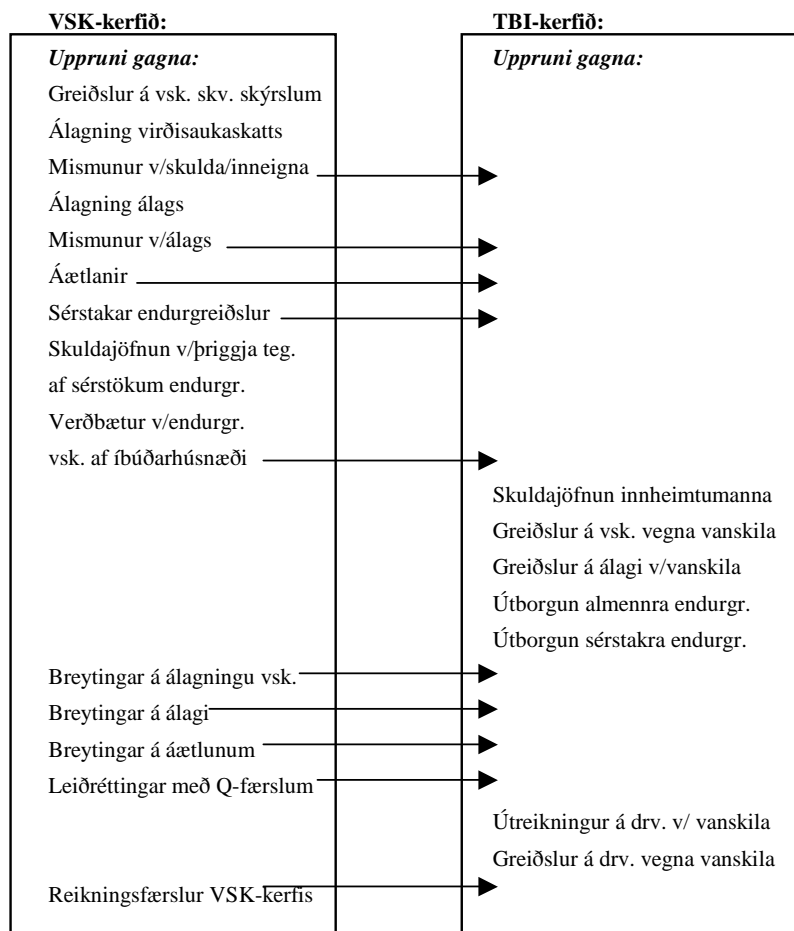 VSK-kerfið:
Uppruni gagna:
Greiðslur á vsk. skv. skýrslum
Álagning virðisaukaskatts
Mismunur v/skulda/inneigna
Álagning álags
Mismunur v/álags
Áætlanir
Sérstakar endurgreiðslur
Skuldajöfnun v/þriggja teg.
af sérstökum endurgr.
Verðbætur v/endurgr.
vsk. af íbúðarhúsnæði
Breytingar á álagningu vsk.
Breytingar á álagi
Breytingar á áætlunum
Leiðréttingar með Q-færslum
Reikningsfærslur VSK-kerfis
TBI-kerfið:
Uppruni gagna:
Skuldajöfnun innheimtumanna
Greiðslur á vsk. vegna vanskila
Greiðslur á álagi v/vanskila
Útborgun almennra endurgr.
Útborgun sérstakra endurgr.
Útreikningur á drv. v/ vanskila
Greiðslur á drv. vegna vanskila